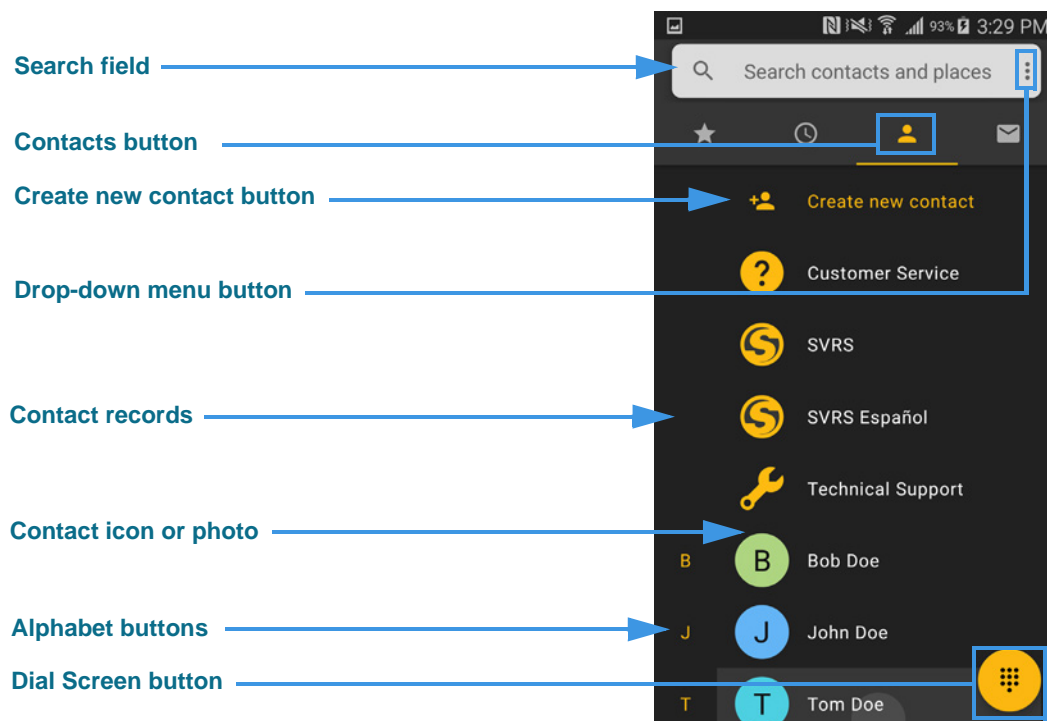 93% 3:29 PM
Search field
Search contacts and places
Contacts button
Create new contact button
Create new contact
? Customer Service
Drop-down menu button
S SVRS
Contact records
S SVRS Español
Technical Support
Contact icon or photo
B B Bob Doe
Alphabet buttons
J J John Doe
Dial Screen button
T T Tom Doe